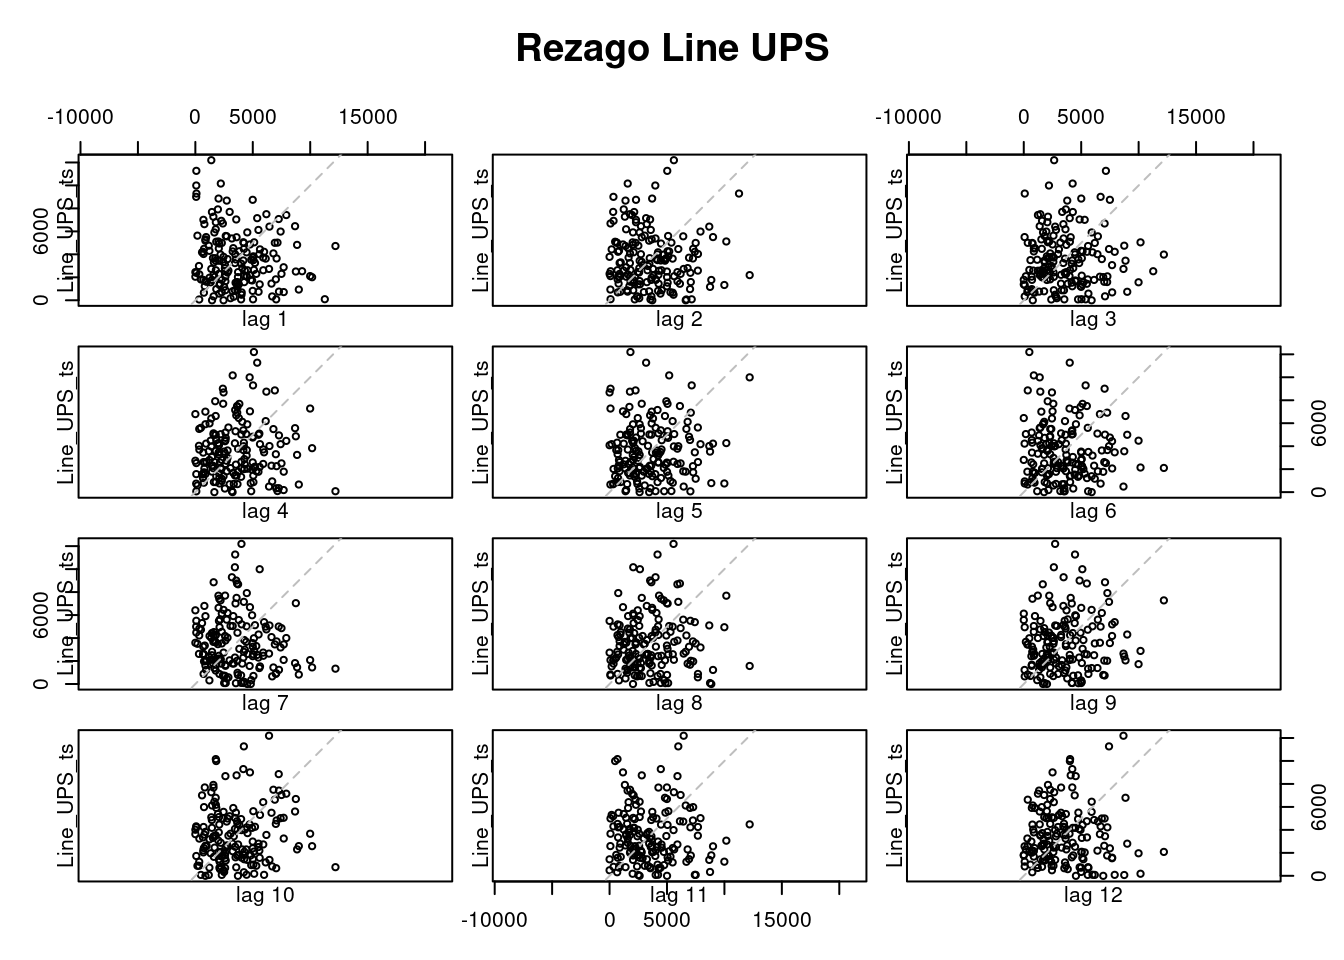 Rezago Line UPS
-10000 0 5000 15000 -10000 0 5000 15000
Line_UPS_ts Line_UPS_ts Line_UPS_ts
0 6000
lag 1 lag 2 lag 3
Line_UPS_ts Line_UPS_ts Line_UPS_ts
0 6000
lag 4 lag 5 lag 6
Line_UPS_ts Line_UPS_ts Line_UPS_ts
0 6000
lag 7 lag 8 lag 9
Line_UPS_ts Line_UPS_ts Line_UPS_ts
0 6000
lag 10 lag 11 lag 12
-10000 0 5000 15000